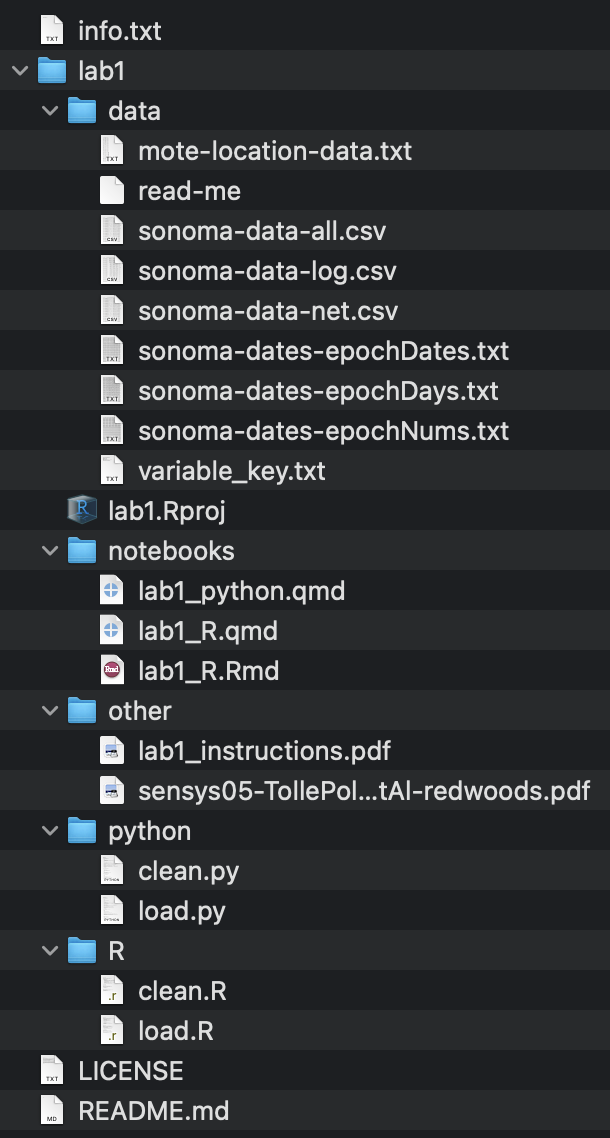 info.txt
lab1
data
mote-location-data.txt
read-me
sonoma-data-all.csv
sonoma-data-log.csv
sonoma-data-net.csv
sonoma-dates-epochDates.txt
sonoma-dates-epochDays.txt
sonoma-dates-epochNums.txt
variable_key.txt
lab1.Rproj
notebooks
lab1_python.qmd
lab1_R.qmd
lab1_R.Rmd
other
lab1_instructions.pdf
sensys05-TollePol...tAl-redwoods.pdf
python
clean.py
load.py
R
clean.R
load.R
LICENSE
README.md